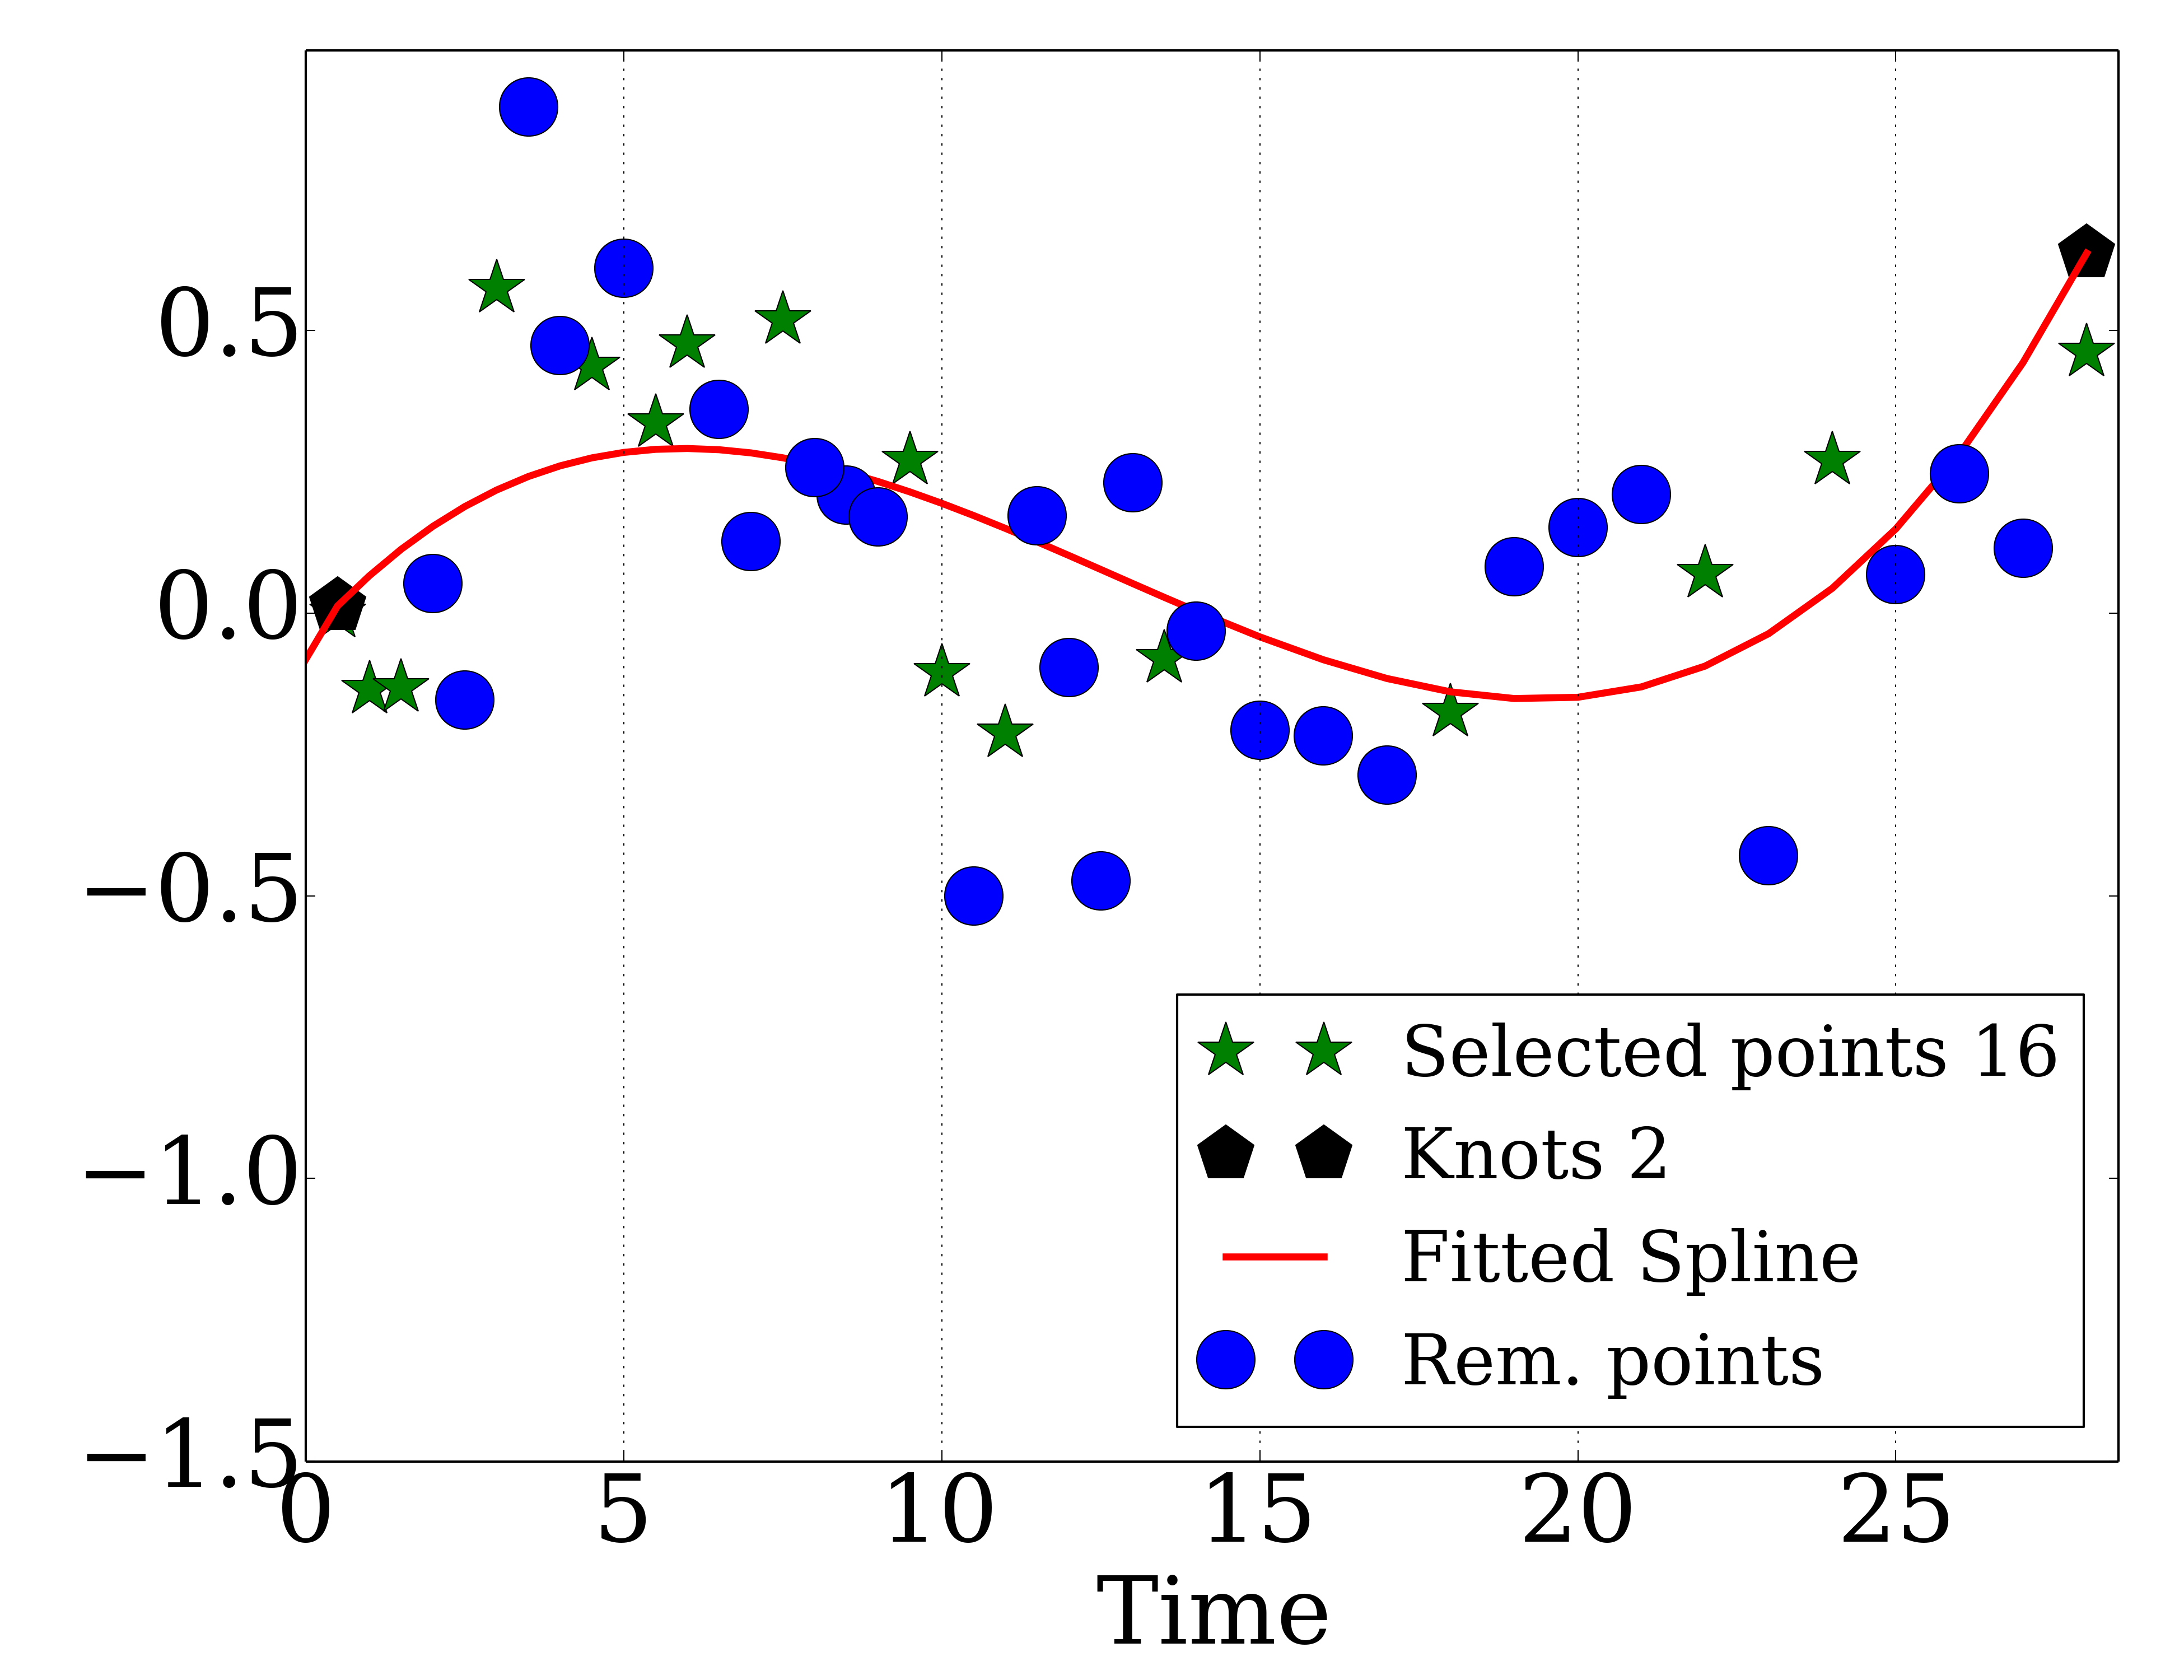 0.5
0.0
−0.5
−1.0
−1.5
0 5 10 15 20 25
Time
Selected points 16
Knots 2
Fitted Spline
Rem. points